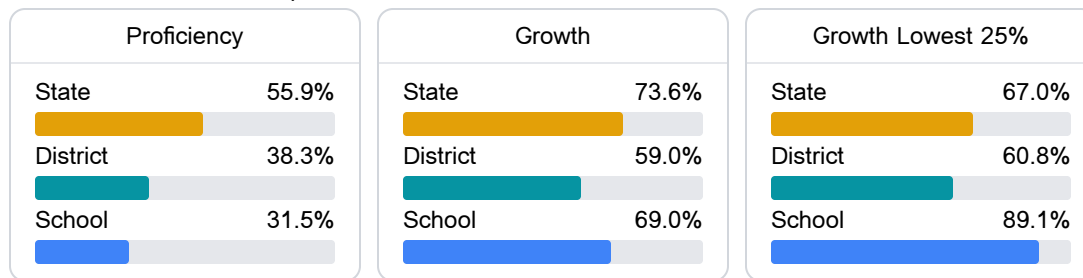 Proficiency
State 55.9%
District 38.3%
School 31.5%
Growth
State 73.6%
District 59.0%
School 69.0%
Growth Lowest 25%
State 67.0%
District 60.8%
School 89.1%